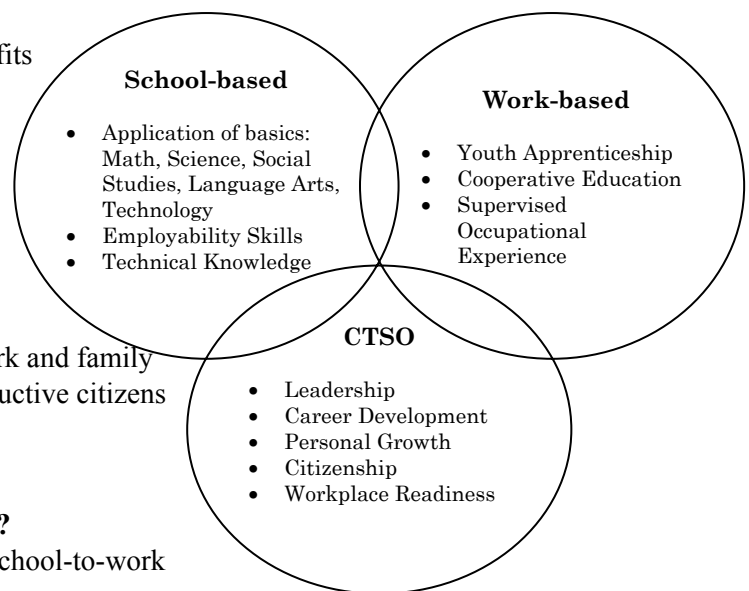 fits
School-based
• Application of basics:
Math, Science, Social
Studies, Language Arts,
Technology
• Employability Skills
• Technical Knowledge
Work-based
• Youth Apprenticeship
• Cooperative Education
• Supervised
Occupational
Experience
rk and family
uctive citizens
CTSO
• Leadership
• Career Development
• Personal Growth
• Citizenship
• Workplace Readiness
?
chool-to-work